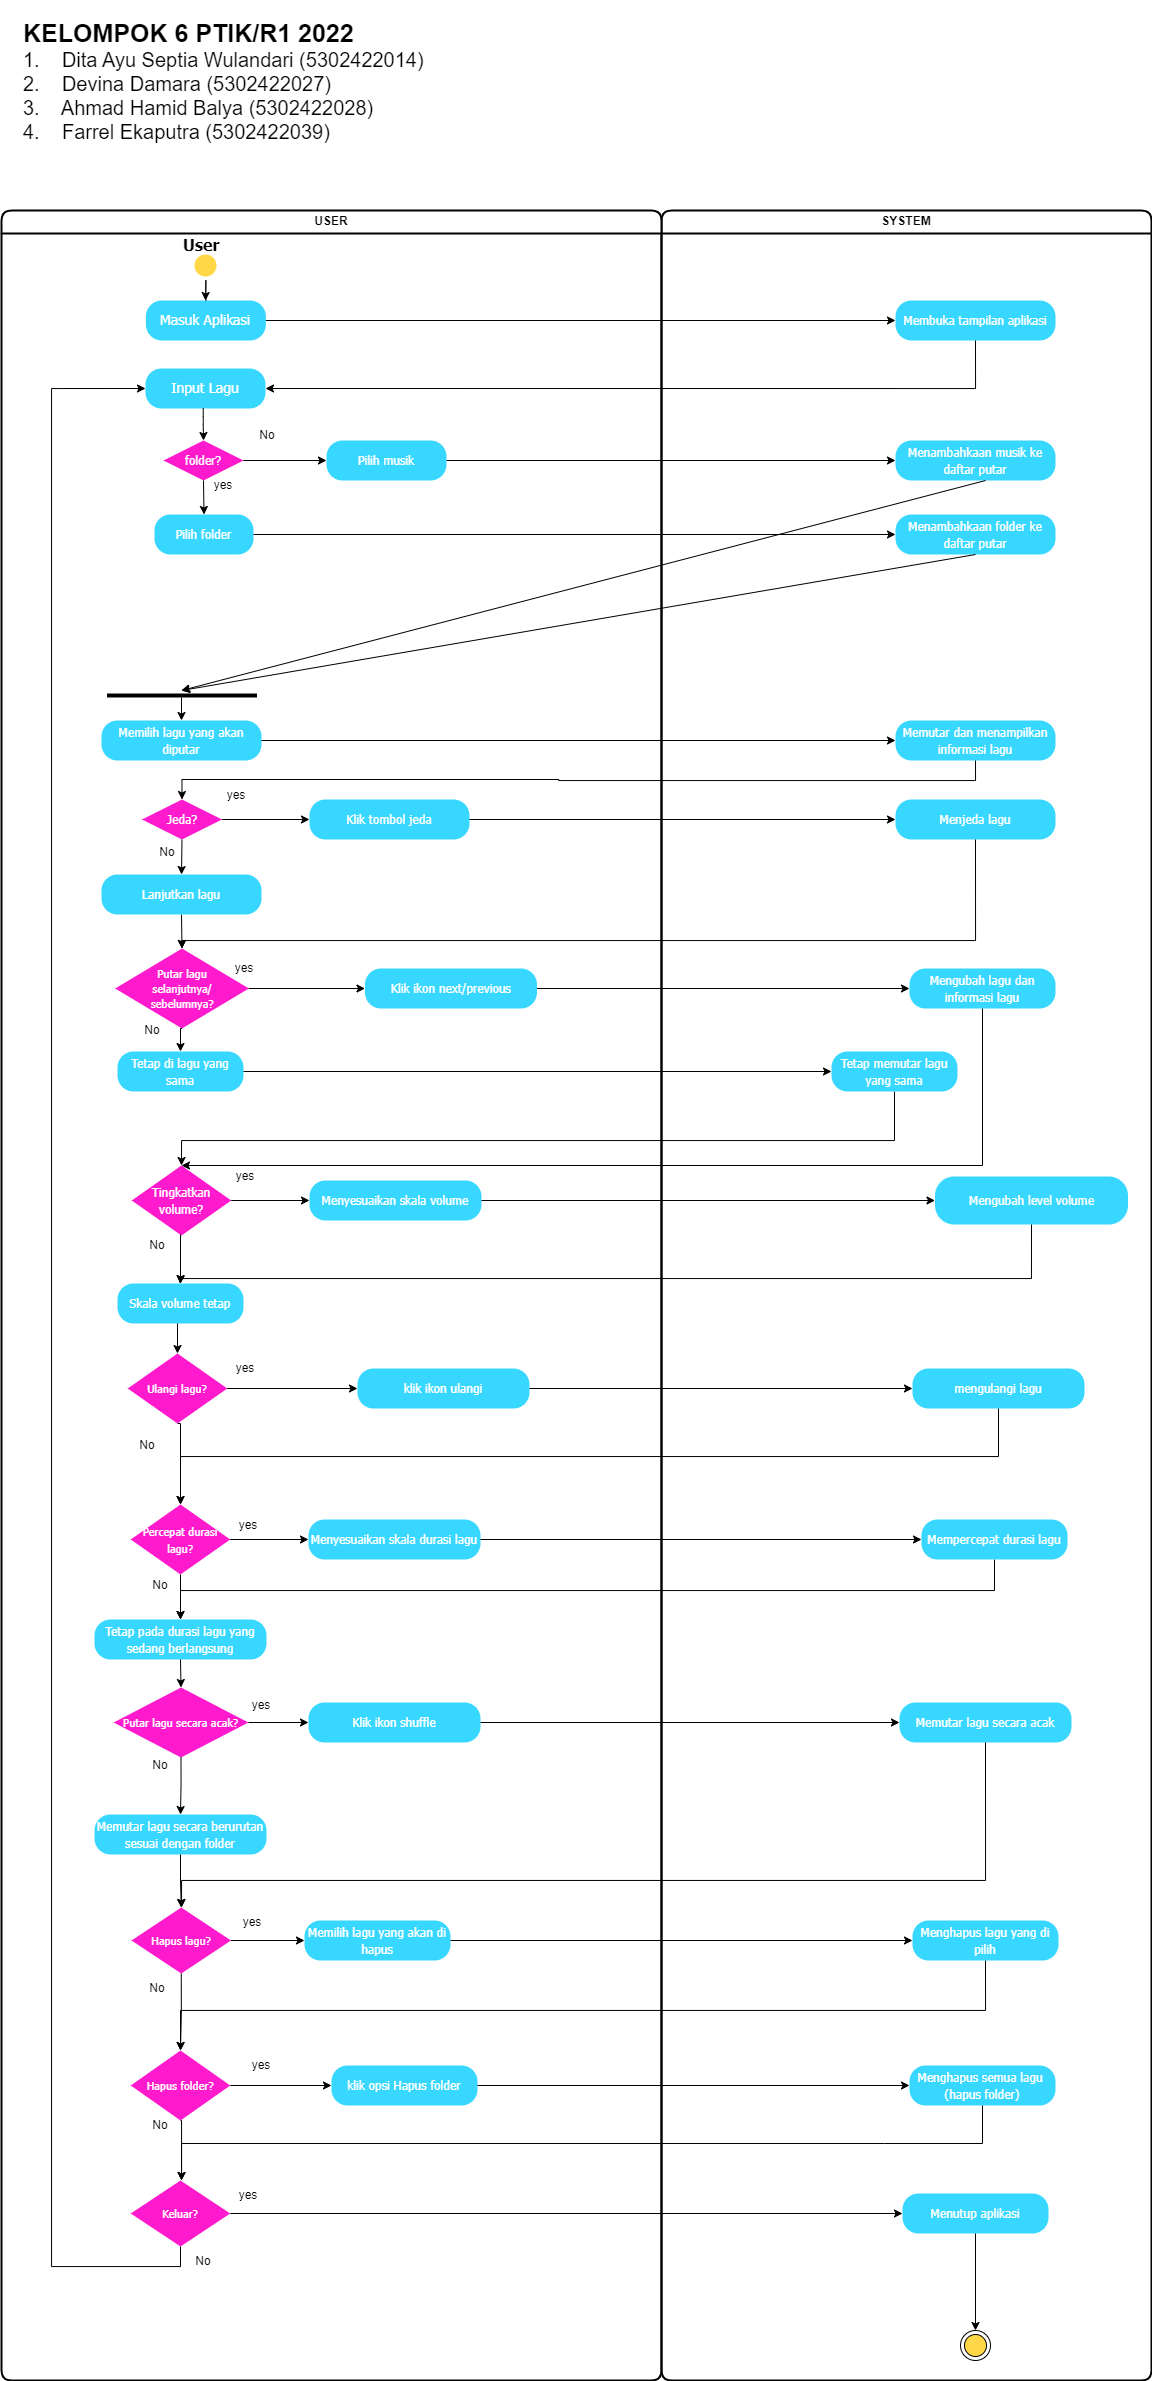 KELOMPOK 6 PTIK/R1 2022
1. Dita Ayu Septia Wulandari (5302422014)
2. Devina Damara (5302422027)
3. Ahmad Hamid Balya (5302422028)
4. Farrel Ekaputra (5302422039)
USER
SYSTEM
User
Masuk Aplikasi
Membuka tampilan aplikasi
Input Lagu
No
folder?
Pilih musik
Menambahkaan musik ke
daftar putar
yes
Pilih folder
Menambahkaan folder ke
daftar putar
Memilih lagu yang akan
diputar
Memutar dan menampilkan
informasi lagu
yes
Jeda?
Klik tombol jeda
Menjeda lagu
No
Lanjutkan lagu
Putar lagu
selanjutnya/
sebelumnya?
yes
Klik ikon next/previous
Mengubah lagu dan
informasi lagu
No
Tetap di lagu yang
sama
Tetap memutar lagu
yang sama
yes
Tingkatkan
volume?
Menyesuaikan skala volume
Mengubah level volume
No
Skala volume tetap
yes
Ulangi lagu?
klik ikon ulangi
mengulangi lagu
No
yes
Percepat durasi
lagu?
Menyesuaikan skala durasi lagu
Mempercepat durasi lagu
No
Tetap pada durasi lagu yang
sedang berlangsung
yes
Putar lagu secara acak?
Klik ikon shuffle
Memutar lagu secara acak
No
Memutar lagu secara berurutan
sesuai dengan folder
yes
Hapus lagu?
Memilih lagu yang akan di
hapus
Menghapus lagu yang di
pilih
No
yes
Hapus folder?
klik opsi Hapus folder
Menghapus semua lagu
(hapus folder)
No
yes
Keluar?
Menutup aplikasi
No